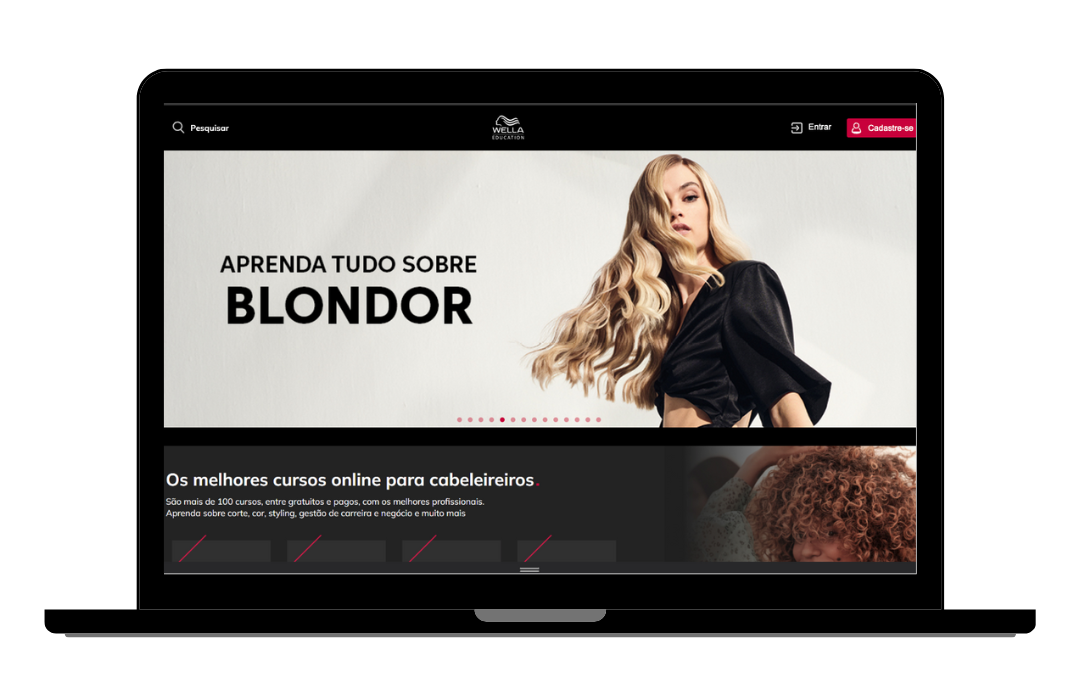 Pesquisar
WELLA
EDUCATION
Entrar
Cadastre-se
APRENDA TUDO SOBRE
BLONDOR
Os melhores cursos online para cabeleireiros.
São mais de 100 cursos, entre gratuitos e pagos, com os melhores profissionais.
Aprenda sobre corte, cor, styling, gestão de carreira e negócio e muito mais